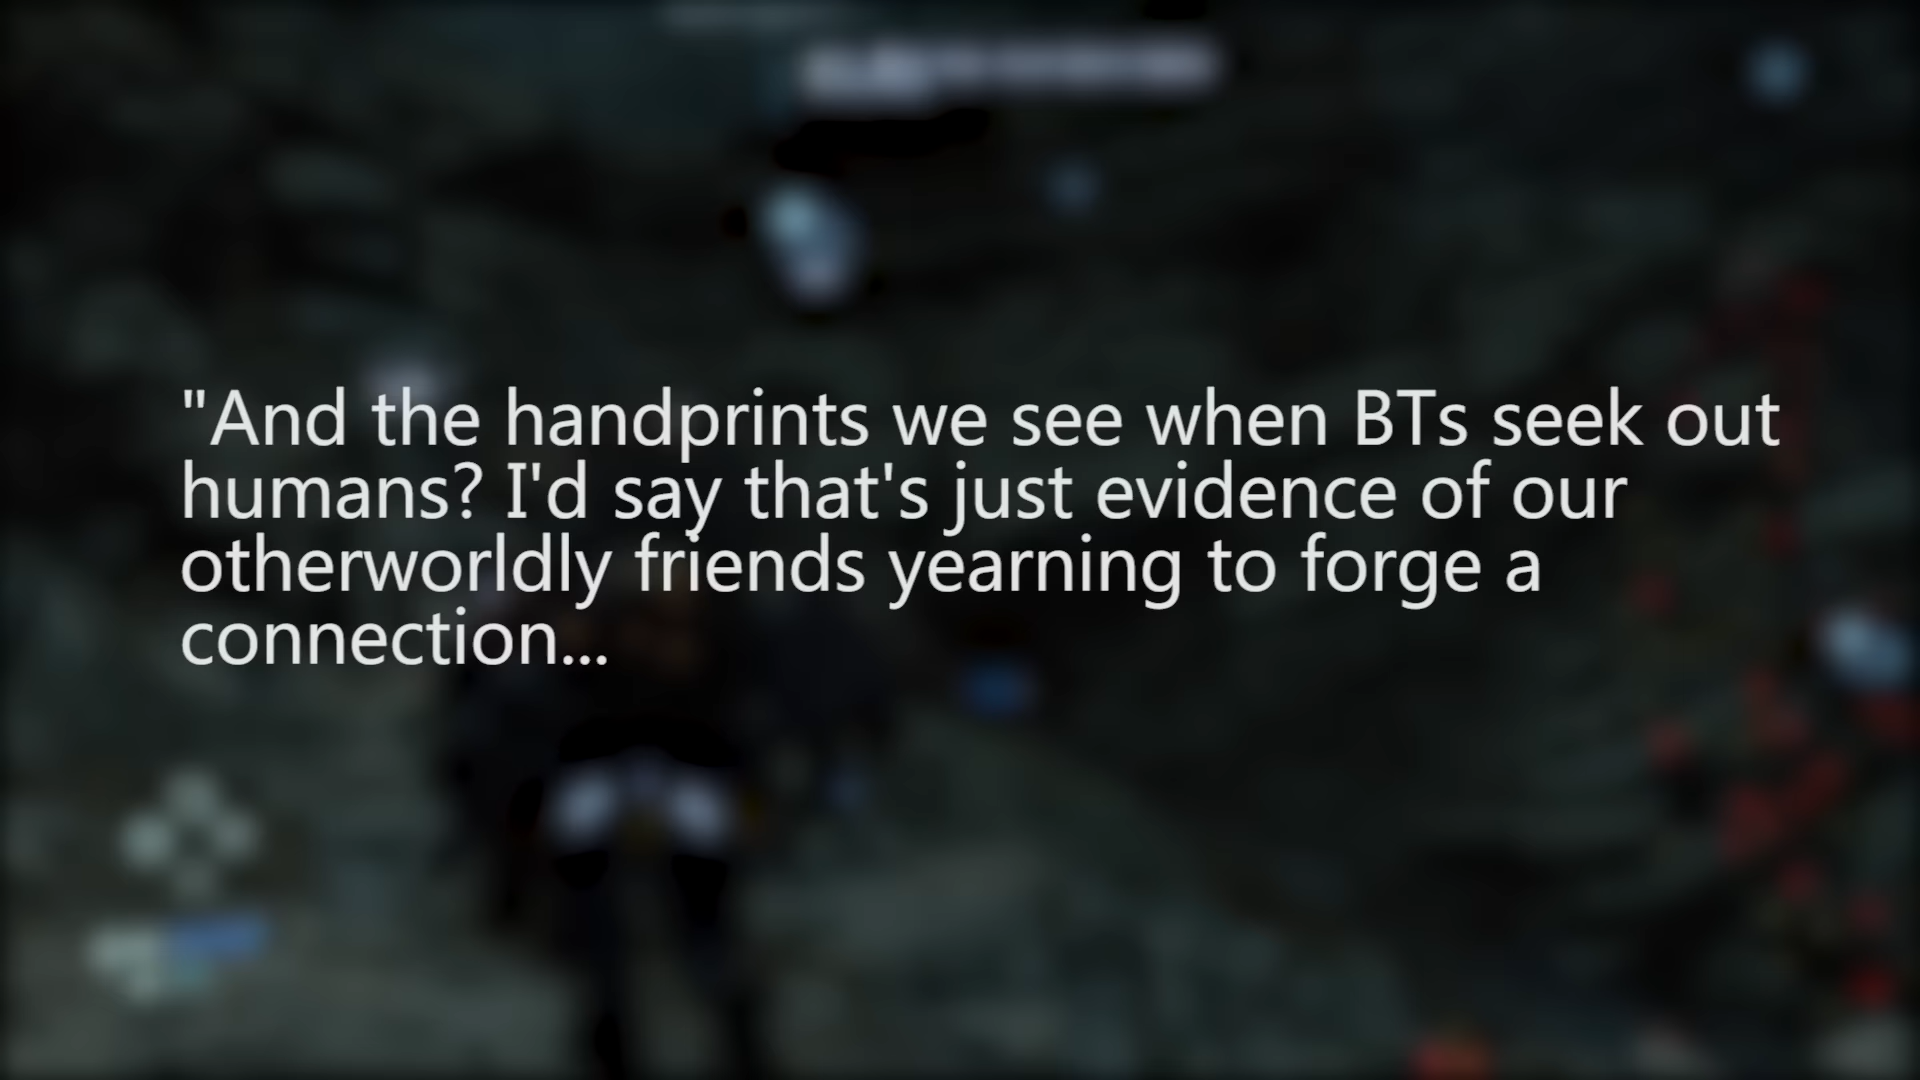 "And the handprints we see when BTs seek out
humans? I'd say that's just evidence of our
otherworldly friends yearning to forge a
connection...